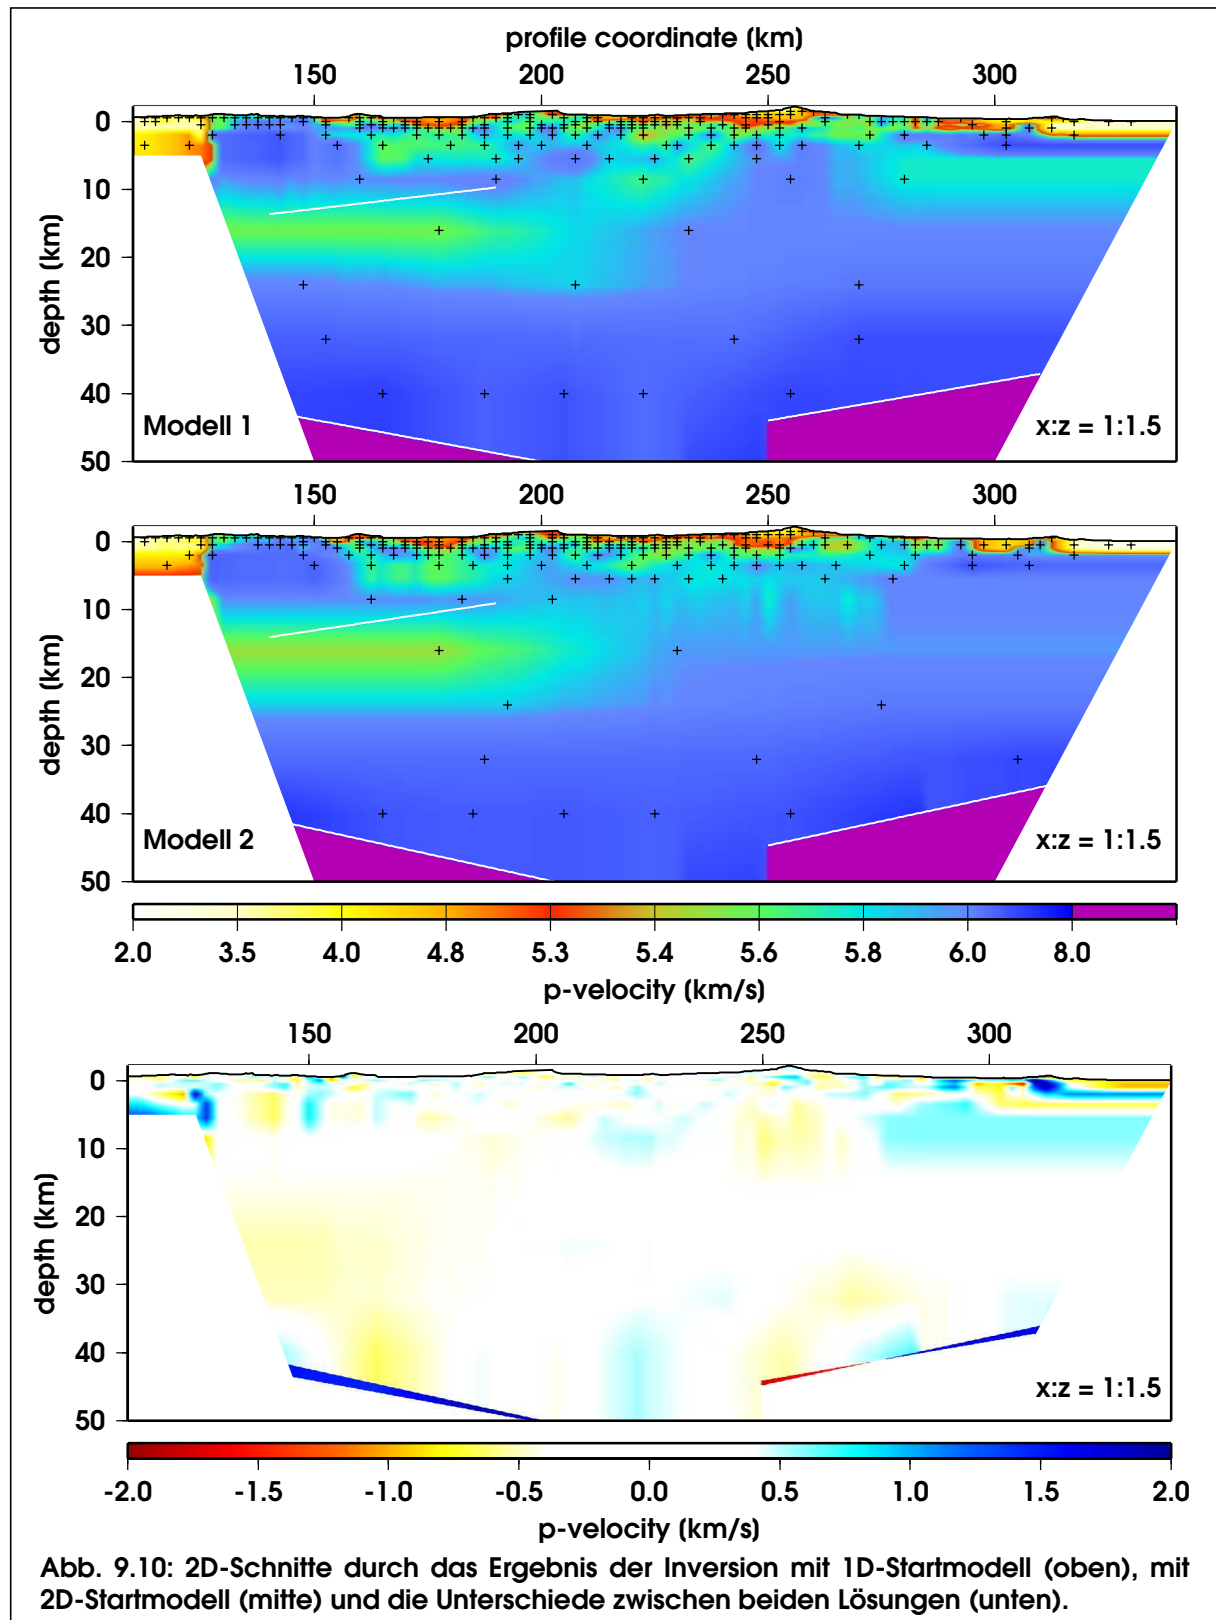 profile coordinate (km)
150 200 250 300
0
10
20
30
40
50
depth (km)
Modell 1
x:z = 1:1.5
150 200 250 300
0
10
20
30
40
50
depth (km)
Modell 2
x:z = 1:1.5
2.0 3.5 4.0 4.8 5.3 5.4 5.6 5.8 6.0 8.0
p-velocity (km/s)
150 200 250 300
0
10
20
30
40
50
depth (km)
x:z = 1:1.5
-2.0 -1.5 -1.0 -0.5 0.0 0.5 1.0 1.5 2.0
p-velocity (km/s)
Abb. 9.10: 2D-Schnitte durch das Ergebnis der Inversion mit 1D-Startmodell (oben), mit
2D-Startmodell (mitte) und die Unterschiede zwischen beiden Lösungen (unten).